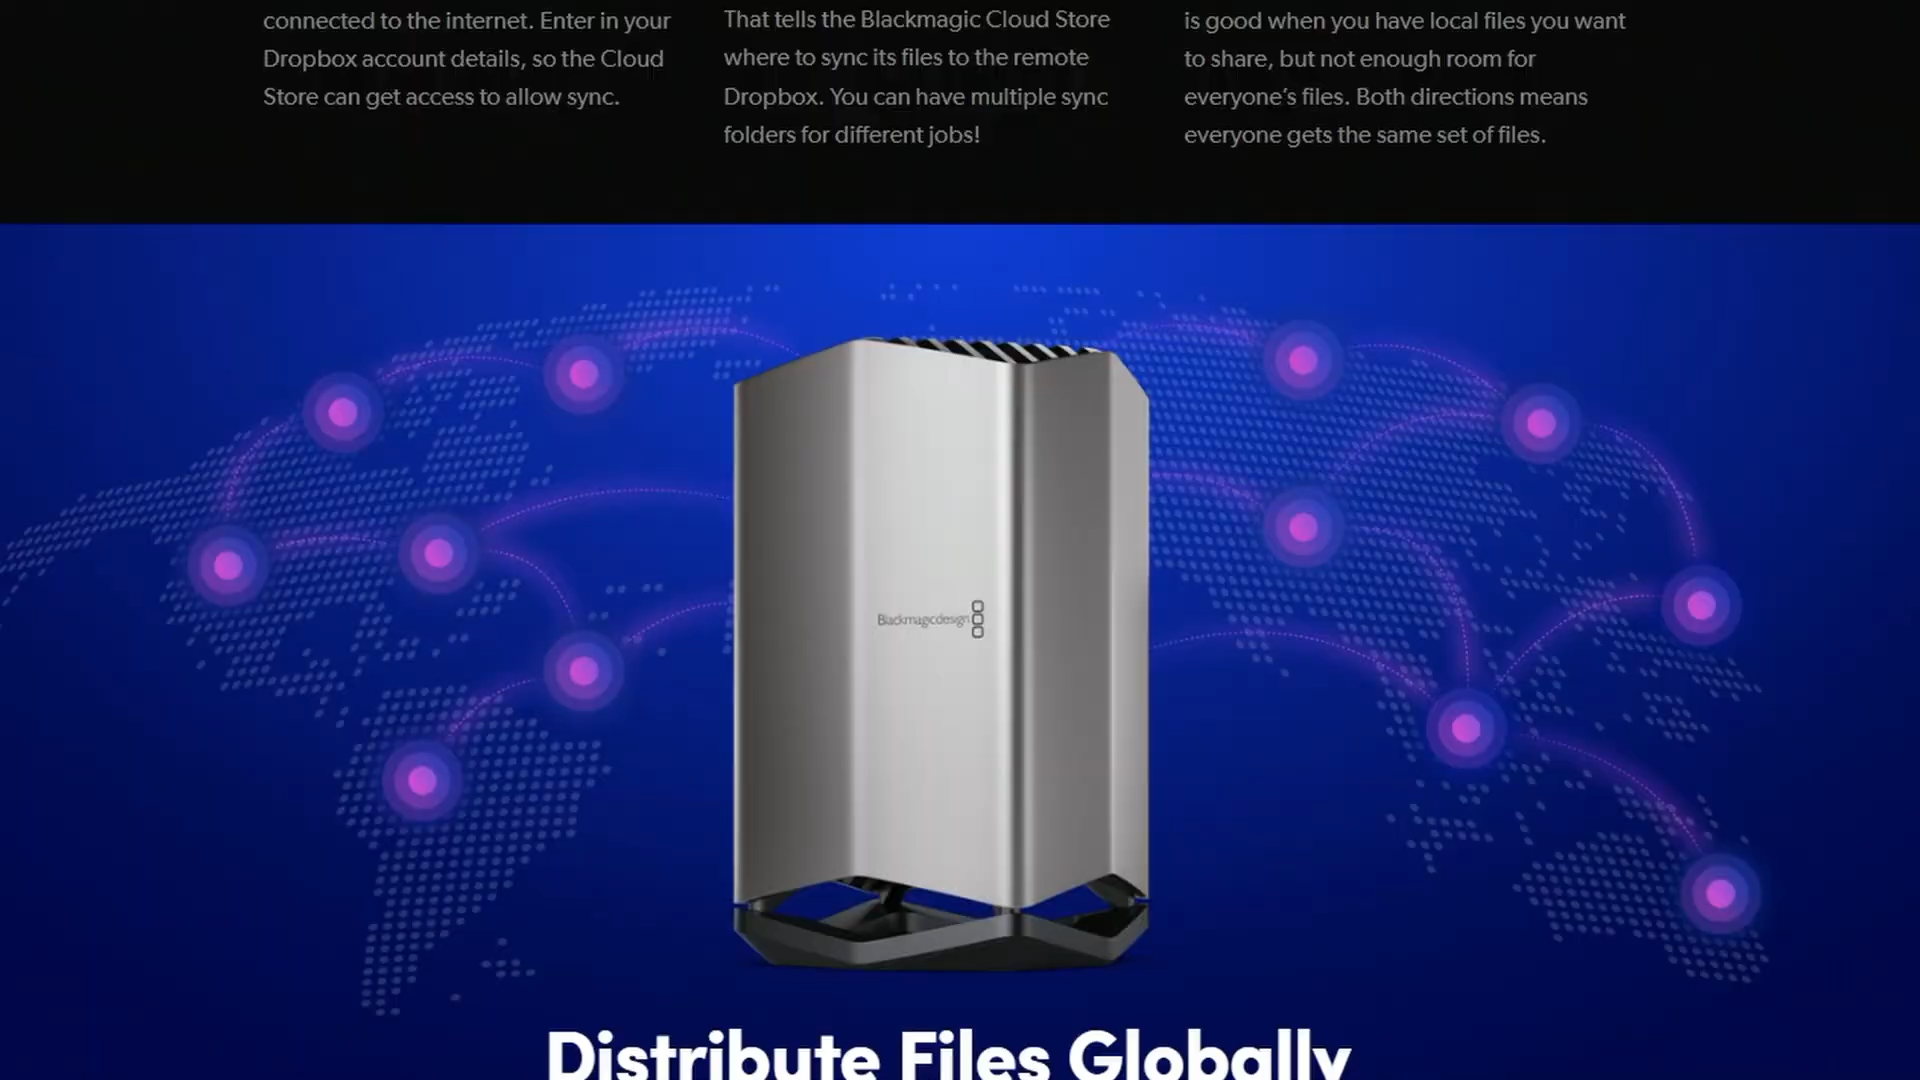 connected to the internet. Enter in your
Dropbox account details, so the Cloud
Store can get access to allow sync.
That tells the Blackmagic Cloud Store
where to sync its files to the remote
Dropbox. You can have multiple sync
folders for different jobs!
is good when you have local files you want
to share, but not enough room for
everyone’s files. Both directions means
everyone gets the same set of files.
Blackmagicdesign
Distribute Files Globally